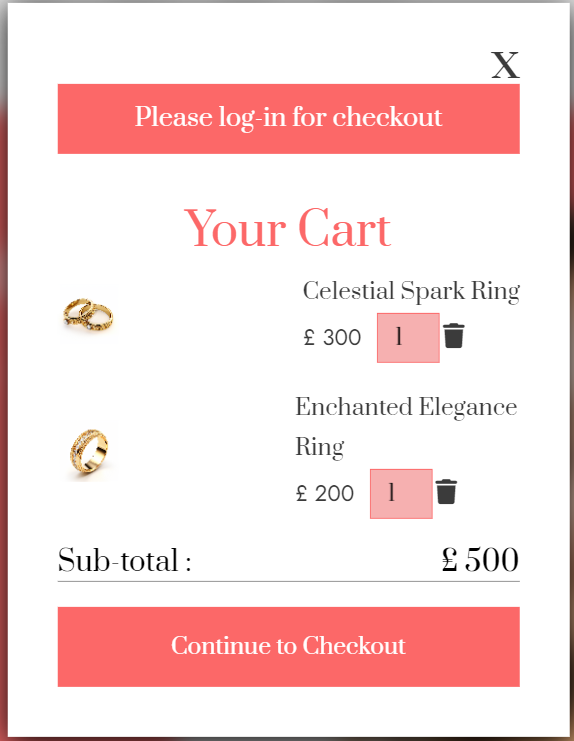 X
Please log-in for checkout
Your Cart
Celestial Spark Ring
£ 300 1
Enchanted Elegance
Ring
£ 200 1
Sub-total : £ 500
Continue to Checkout